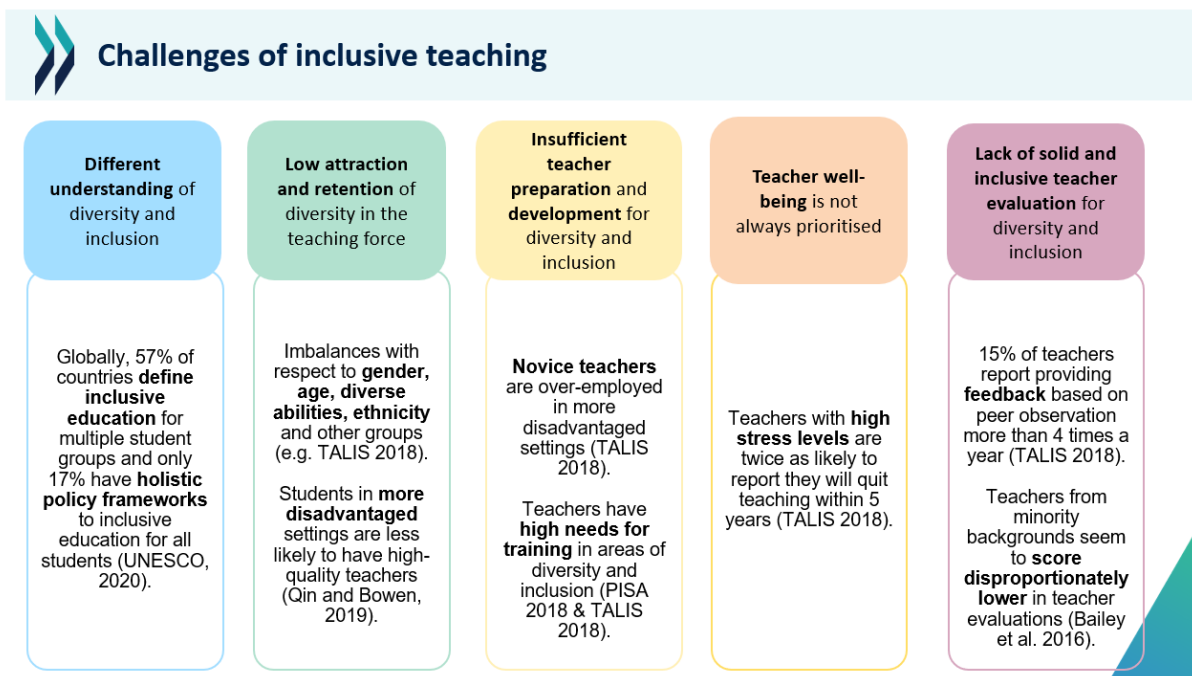 Challenges of inclusive teaching
Different
understanding of
diversity and
inclusion
Globally, 57% of
countries define
inclusive
education for
multiple student
groups and only
17% have holistic
policy frameworks
to inclusive
education for all
students (UNESCO,
2020).
Low attraction
and retention of
diversity in the
teaching force
Imbalances with
respect to gender,
age, diverse
abilities, ethnicity
and other groups
(e.g. TALIS 2018).
Students in more
disadvantaged
settings are less
likely to have high-
quality teachers
(Qin and Bowen,
2019).
Insufficient
teacher
preparation and
development for
diversity and
inclusion
Novice teachers
are over-employed
in more
disadvantaged
settings (TALIS
2018).
Teachers have
high needs for
training in areas of
diversity and
inclusion (PISA
2018 & TALIS
2018).
Teacher well-
being is not
always prioritised
Teachers with high
stress levels are
twice as likely to
report they will quit
teaching within 5
years (TALIS 2018).
Lack of solid and
inclusive teacher
evaluation for
diversity and
inclusion
15% of teachers
report providing
feedback based on
peer observation
more than 4 times a
year (TALIS 2018).
Teachers from
minority
backgrounds seem
to score
disproportionately
lower in teacher
evaluations (Bailey
et al. 2016).